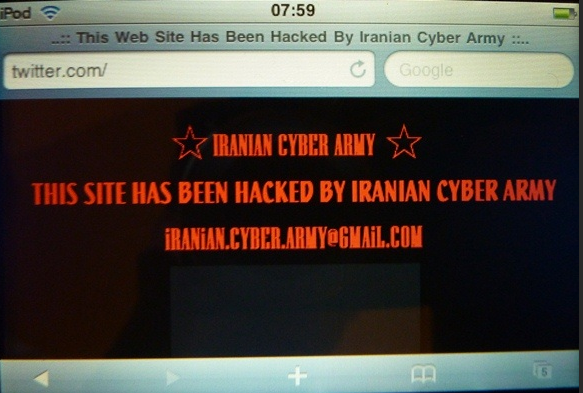 iPod 07:59
..:: This Web Site Has Been Hacked By Iranian Cyber Army ::..
twitter.com/
Google
IRANIAN CYBER ARMY
THIS SITE HAS BEEN HACKED BY IRANIAN CYBER ARMY
iRANiAN.CYBER.ARMY@GMAiL.COM
5